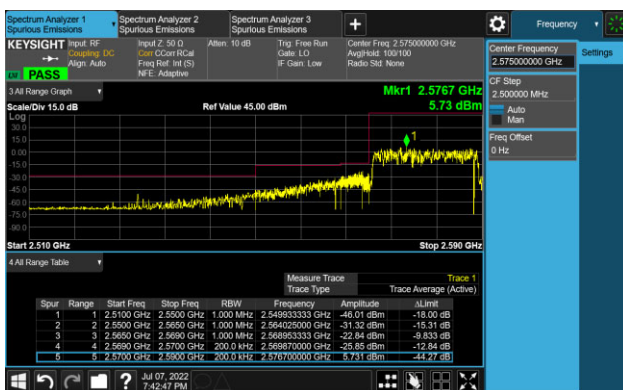 Spectrum Analyzer 1
Spurious Emissions
Spectrum Analyzer 2
Spurious Emissions
Spectrum Analyzer 3
Spurious Emissions
+
Frequency
KEYSIGHT
Input: RF
Coupling: DC
Align: Auto
Input Z: 50 Ω
Corr CCorr RCal
Freq Ref: Int (S)
NFE: Adaptive
Atten: 10 dB
Trig: Free Run
Gate: LO
IF Gain: Low
Center Freq: 2.575000000 GHz
Avg|Hold: 100/100
Radio Std: None
PASS
Center Frequency
2.575000000 GHz
Settings
CF Step
2.500000 MHz
Auto
Man
Freq Offset
0 Hz
3 All Range Graph
Mkr1 2.5767 GHz
5.73 dBm
Scale/Div 15.0 dB
Ref Value 45.00 dBm
Log
30.0
15.0
0.00
-15.0
-30.0
-45.0
-60.0
-75.0
-90.0
1
Start 2.510 GHz
Stop 2.590 GHz
4 All Range Table
Measure Trace Trace 1
Trace Type Trace Average (Active)
Spur Range Start Freq Stop Freq RBW Frequency Amplitude ΔLimit
1 1 2.5100 GHz 2.5500 GHz 1.000 MHz 2.549933333 GHz -46.01 dBm -18.00 dB
2 2 2.5500 GHz 2.5650 GHz 1.000 MHz 2.564025000 GHz -31.32 dBm -15.31 dB
3 3 2.5650 GHz 2.5690 GHz 1.000 MHz 2.568953333 GHz -22.84 dBm -9.833 dB
4 4 2.5690 GHz 2.5700 GHz 200.0 kHz 2.569870000 GHz -25.85 dBm -12.84 dB
5 5 2.5700 GHz 2.5900 GHz 200.0 kHz 2.576700000 GHz 5.731 dBm -44.27 dB
?
Jul 07, 2022
7:42:47 PM